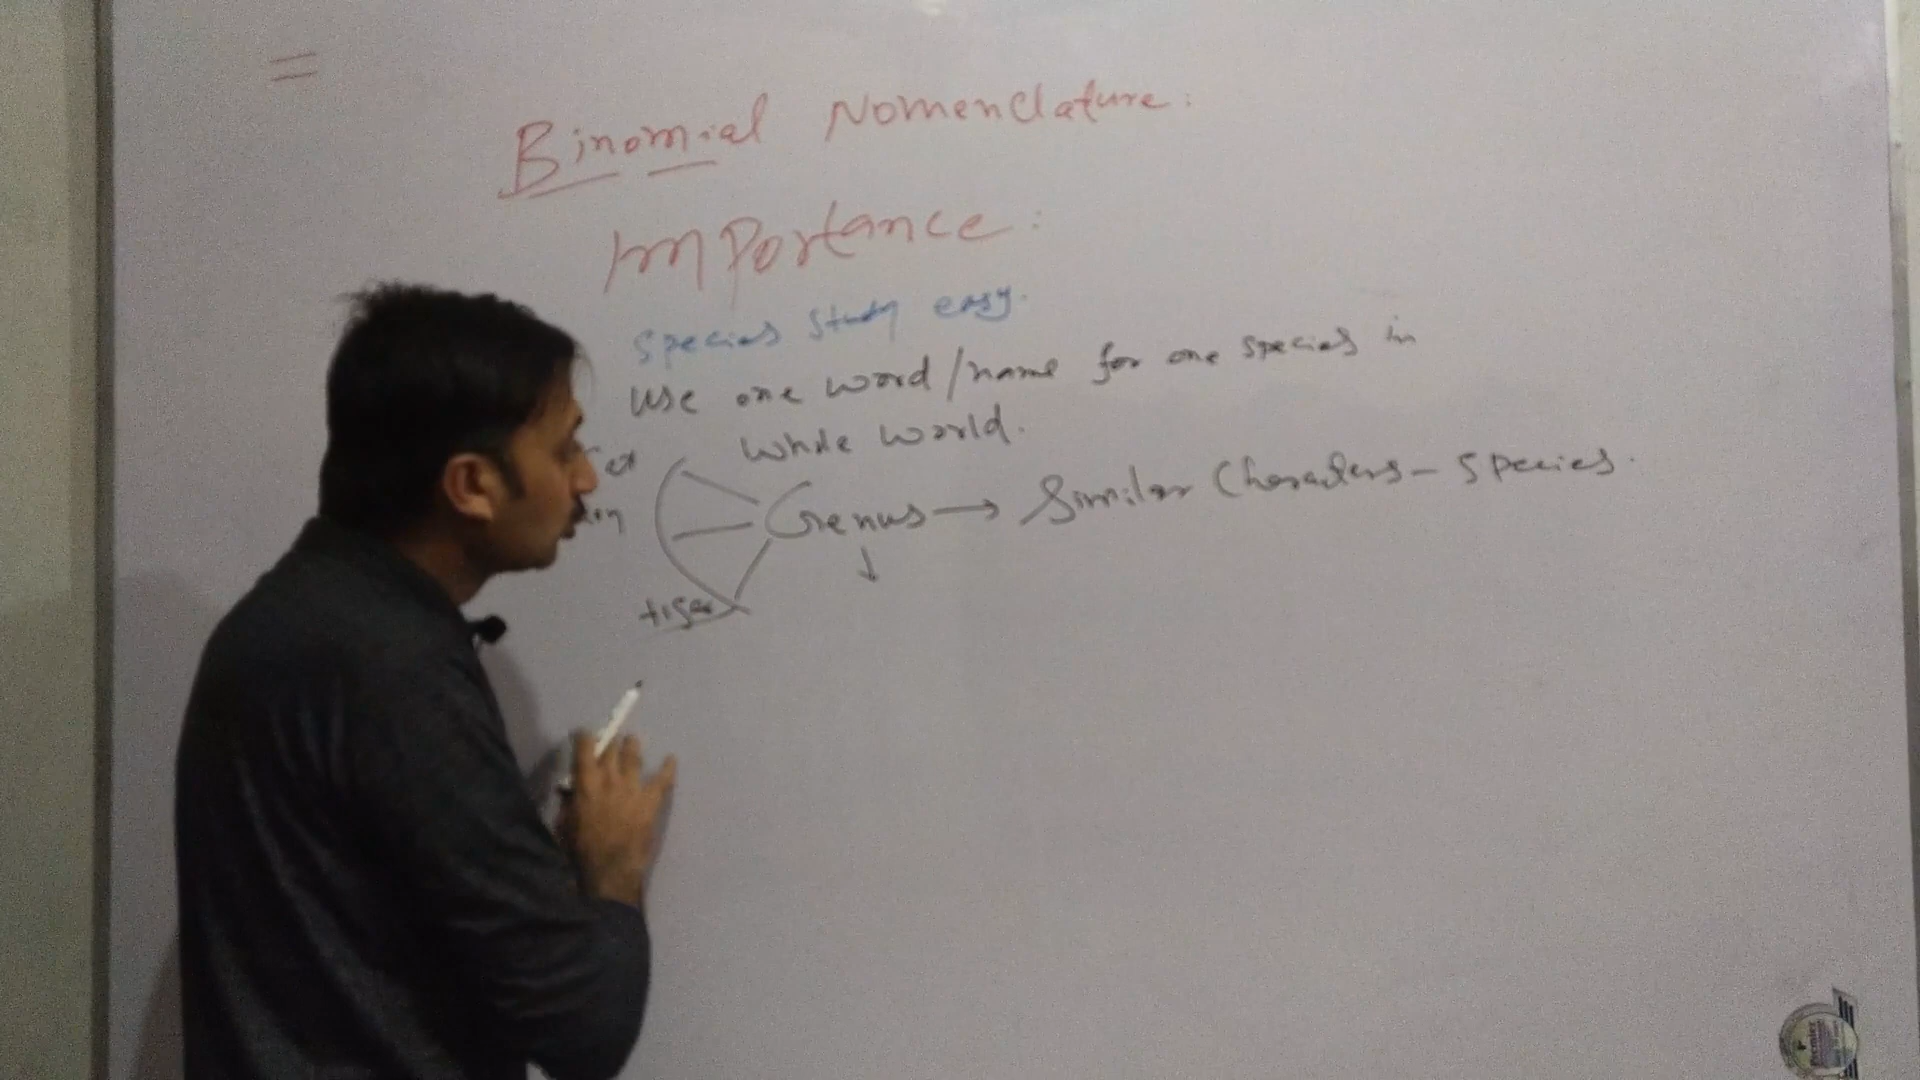 =
Binomial Nomenclature:
Importance:
Species Study easy.
Use one word/name for one species in
whole world.
Genus → Similar Characters - Species.
↓
tiger